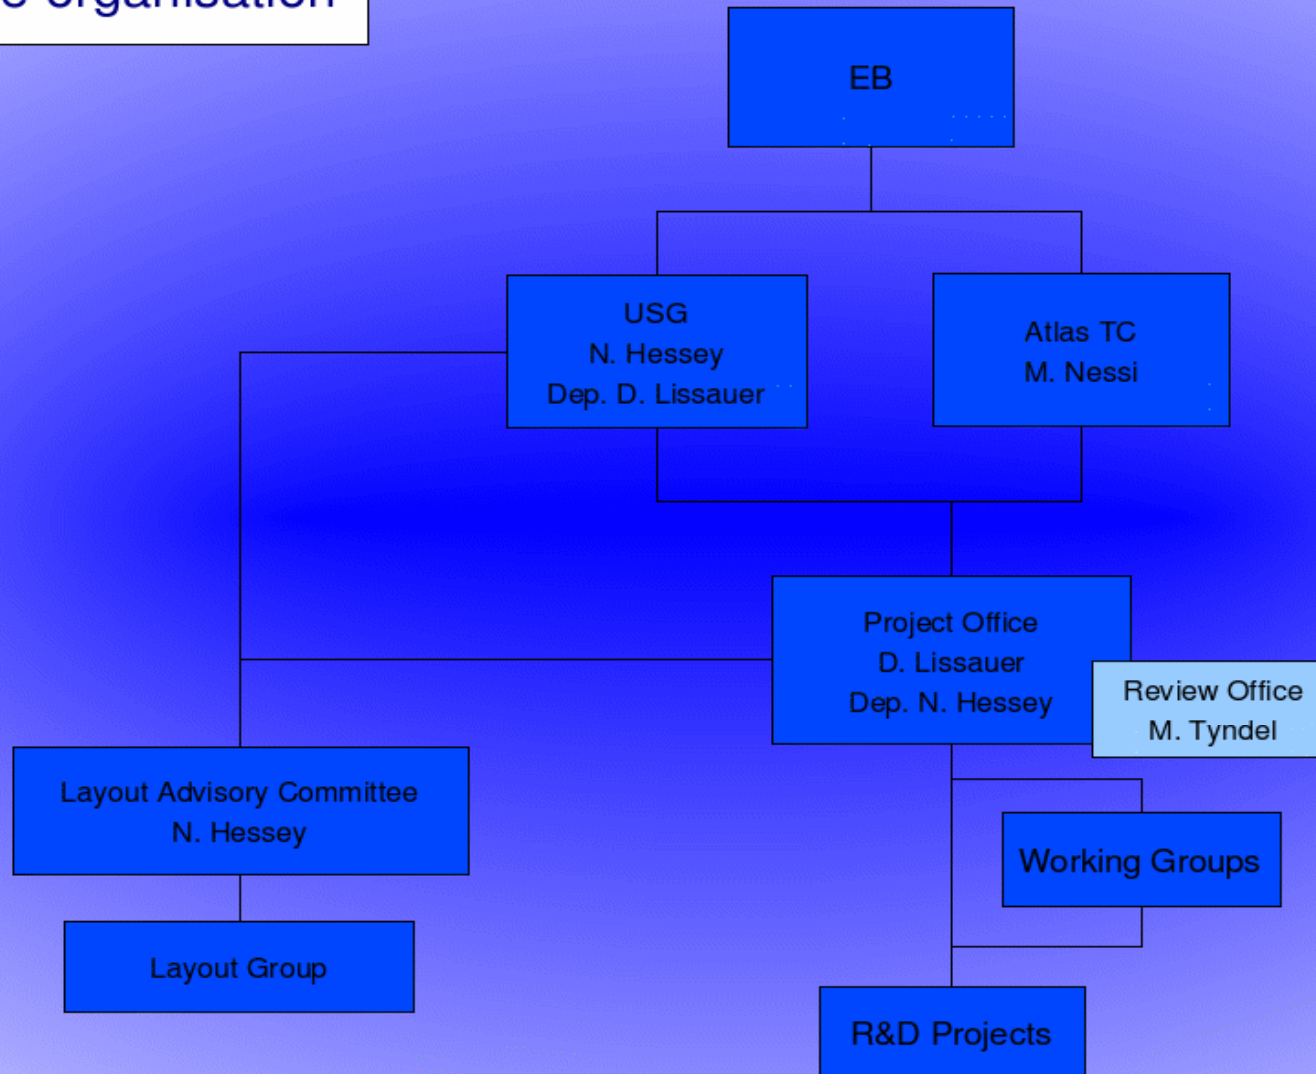 organisation
EB
USG
N. Hessey
Dep. D. Lissauer
Atlas TC
M. Nessi
Project Office
D. Lissauer
Dep. N. Hessey
Review Office
M. Tyndel
Layout Advisory Committee
N. Hessey
Working Groups
Layout Group
R&D Projects